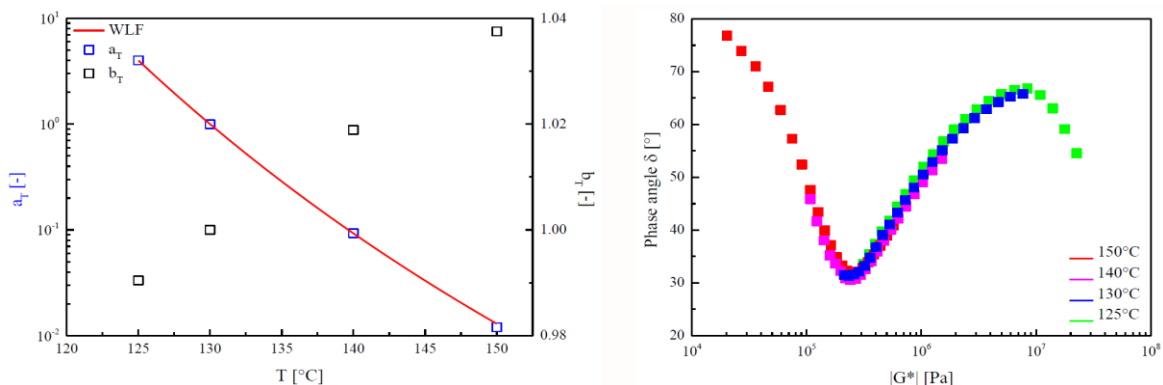 10^1
10^0
10^-1
10^-2
a_T [-]
WLF
a_T
b_T
1.04
1.02
1.00
0.98
b_T [-]
120 125 130 135 140 145 150
T [°C]
80
70
60
50
40
30
20
Phase angle δ [°]
150°C
140°C
130°C
125°C
10^4 10^5 10^6 10^7 10^8
|G*| [Pa]